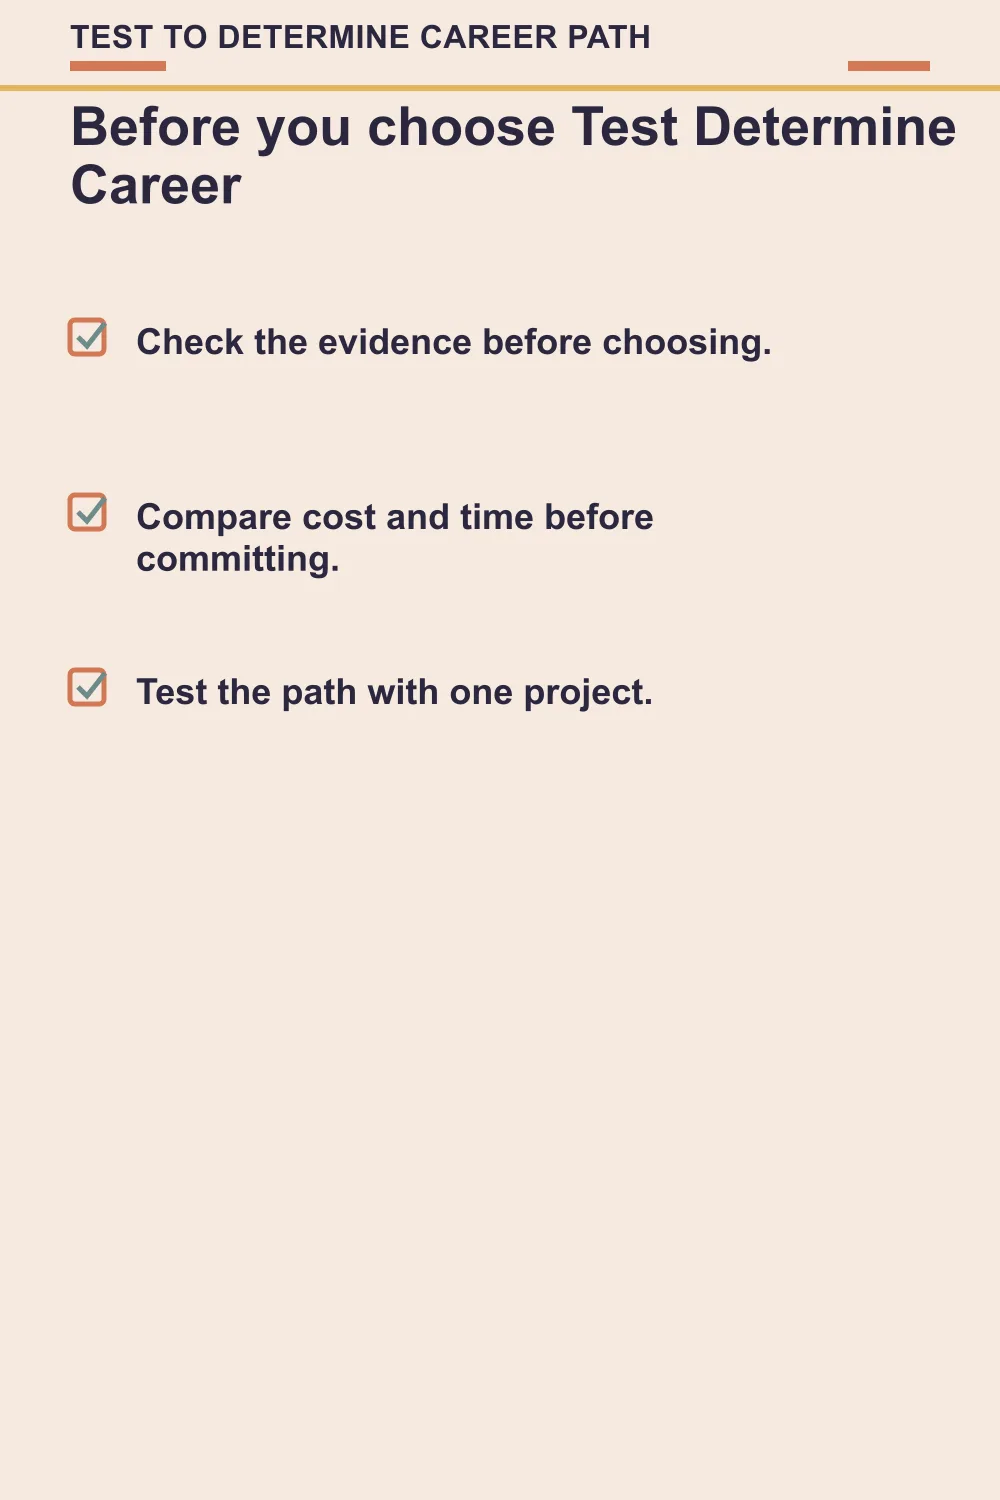 TEST TO DETERMINE CAREER PATH
Before you choose Test Determine
Career
Check the evidence before choosing.
Compare cost and time before
committing.
Test the path with one project.